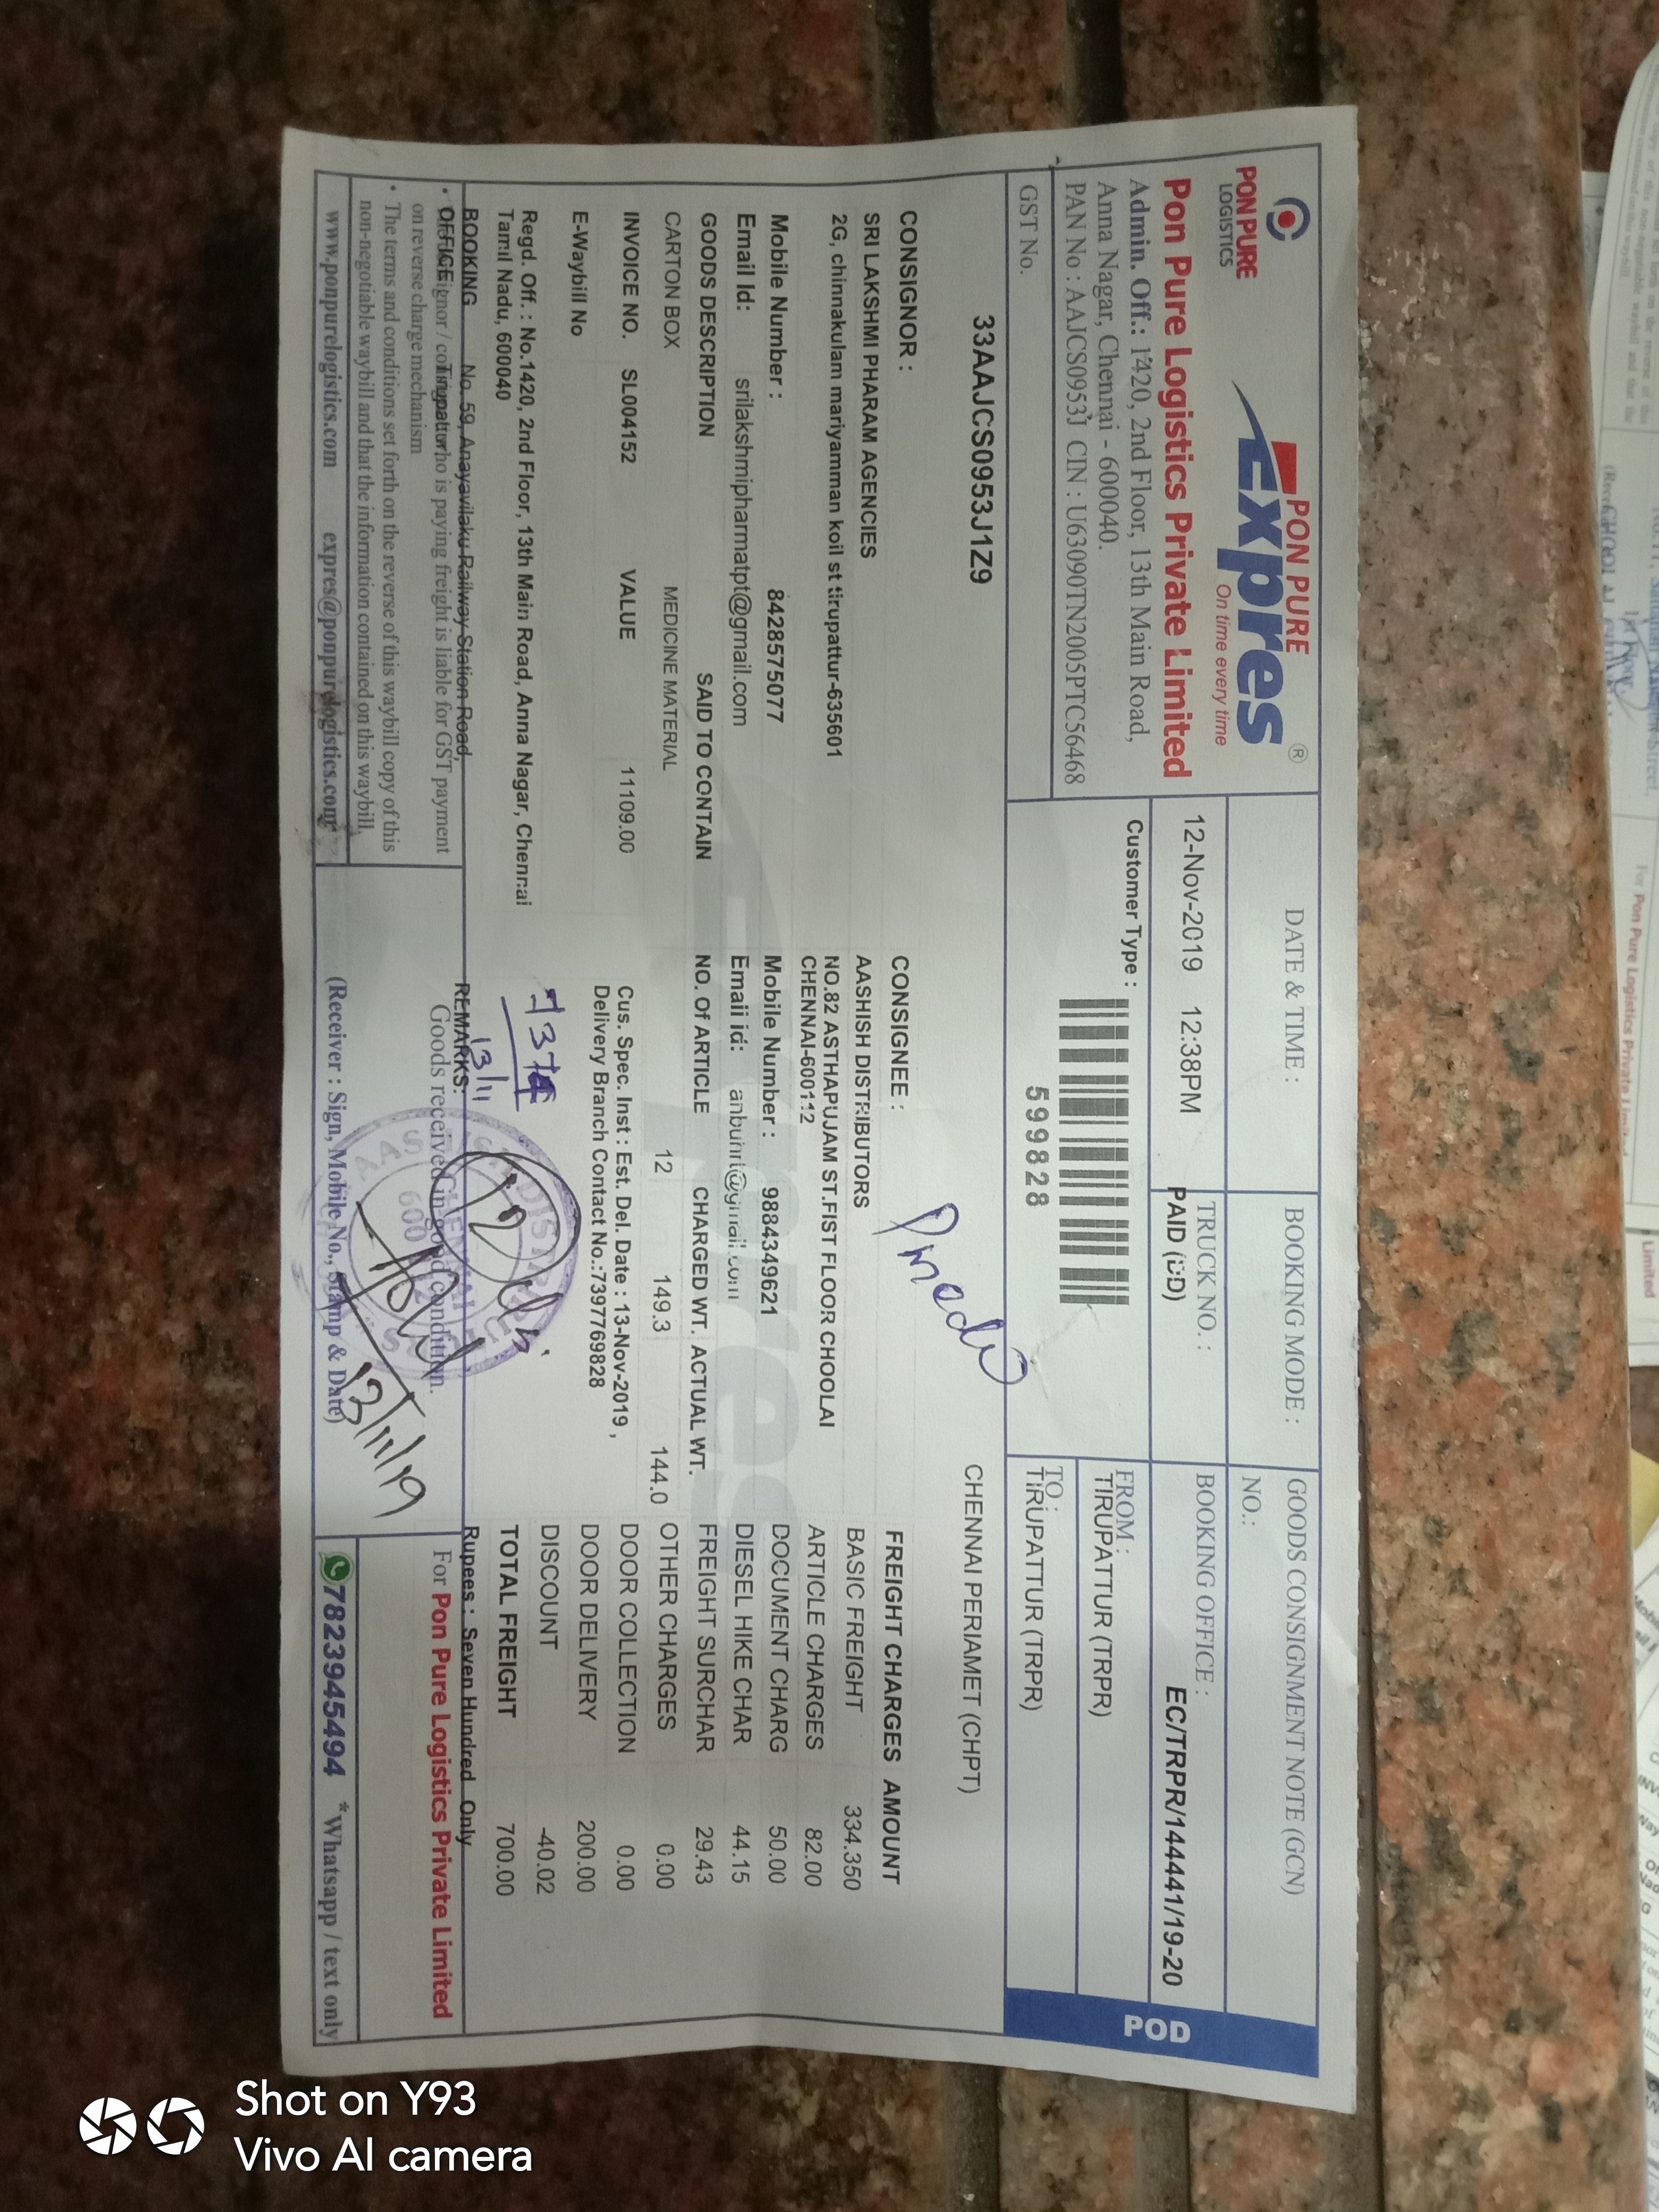 PON PURE
LOGISTICS
PON PURE
Expres ®
On time every time
Pon Pure Logistics Private Limited
Admin. Off.: 1420, 2nd Floor, 13th Main Road,
Anna Nagar, Chennai - 600040.
PAN No : AAJCS0953J CIN : U63090TN2005PTC56468
GST No.
33AAJCS0953J1Z9
DATE & TIME :
12-Nov-2019 12:38PM
Customer Type :
599828
BOOKING MODE :
TRUCK NO. :
PAID (DD)
GOODS CONSIGNMENT NOTE (GCN)
NO.:
BOOKING OFFICE :
EC/TRPR/144441/19-20
FROM :
TIRUPATTUR (TRPR)
TO :
TIRUPATTUR (TRPR)
CHENNAI PERIAMET (CHPT)
POD
CONSIGNOR :
SRI LAKSHMI PHARAM AGENCIES
2G, chinnakulam mariyamman koil st tirupattur-635601
Mobile Number : 8428575077
Email Id: srilakshmipharmatpt@gmail.com
GOODS DESCRIPTION SAID TO CONTAIN
CARTON BOX MEDICINE MATERIAL
INVOICE NO. SL004152 VALUE 11109.00
E-Waybill No
Regd. Off. : No.1420, 2nd Floor, 13th Main Road, Anna Nagar, Chennai
Tamil Nadu, 600040
BOOKING No. 59, Anayavilaku Railway Station Road,
OFFICE Tirupattur
who is paying freight is liable for GST payment
on reverse charge mechanism
• The terms and conditions set forth on the reverse of this waybill copy of this
non-negotiable waybill and that the information contained on this waybill.
www.ponpurelogistics.com expres@ponpurelogistics.com
CONSIGNEE :
AASHISH DISTRIBUTORS
NO.82 ASTHAPUJAM ST.FIST FLOOR CHOOLAI
CHENNAI-600112
Mobile Number : 9884349621
Email id:
NO. Of ARTICLE CHARGED WT. ACTUAL WT.
12 149.3 144.0
Cus. Spec. Inst : Est. Del. Date : 13-Nov-2019 ,
Delivery Branch Contact No.:7397769828
13/11
REMARKS:
Goods received in good condition.
13/11/19
(Receiver : Sign, Mobile No., Stamp & Date)
FREIGHT CHARGES AMOUNT
BASIC FREIGHT 334.350
ARTICLE CHARGES 82.00
DOCUMENT CHARG 50.00
DIESEL HIKE CHAR 44.15
FREIGHT SURCHAR 29.43
OTHER CHARGES 0.00
DOOR COLLECTION 0.00
DOOR DELIVERY 200.00
DISCOUNT -40.02
TOTAL FREIGHT 700.00
Rupees : Seven Hundred Only
For Pon Pure Logistics Private Limited
7823945494 *Whatsapp / text only
Shot on Y93
Vivo AI camera